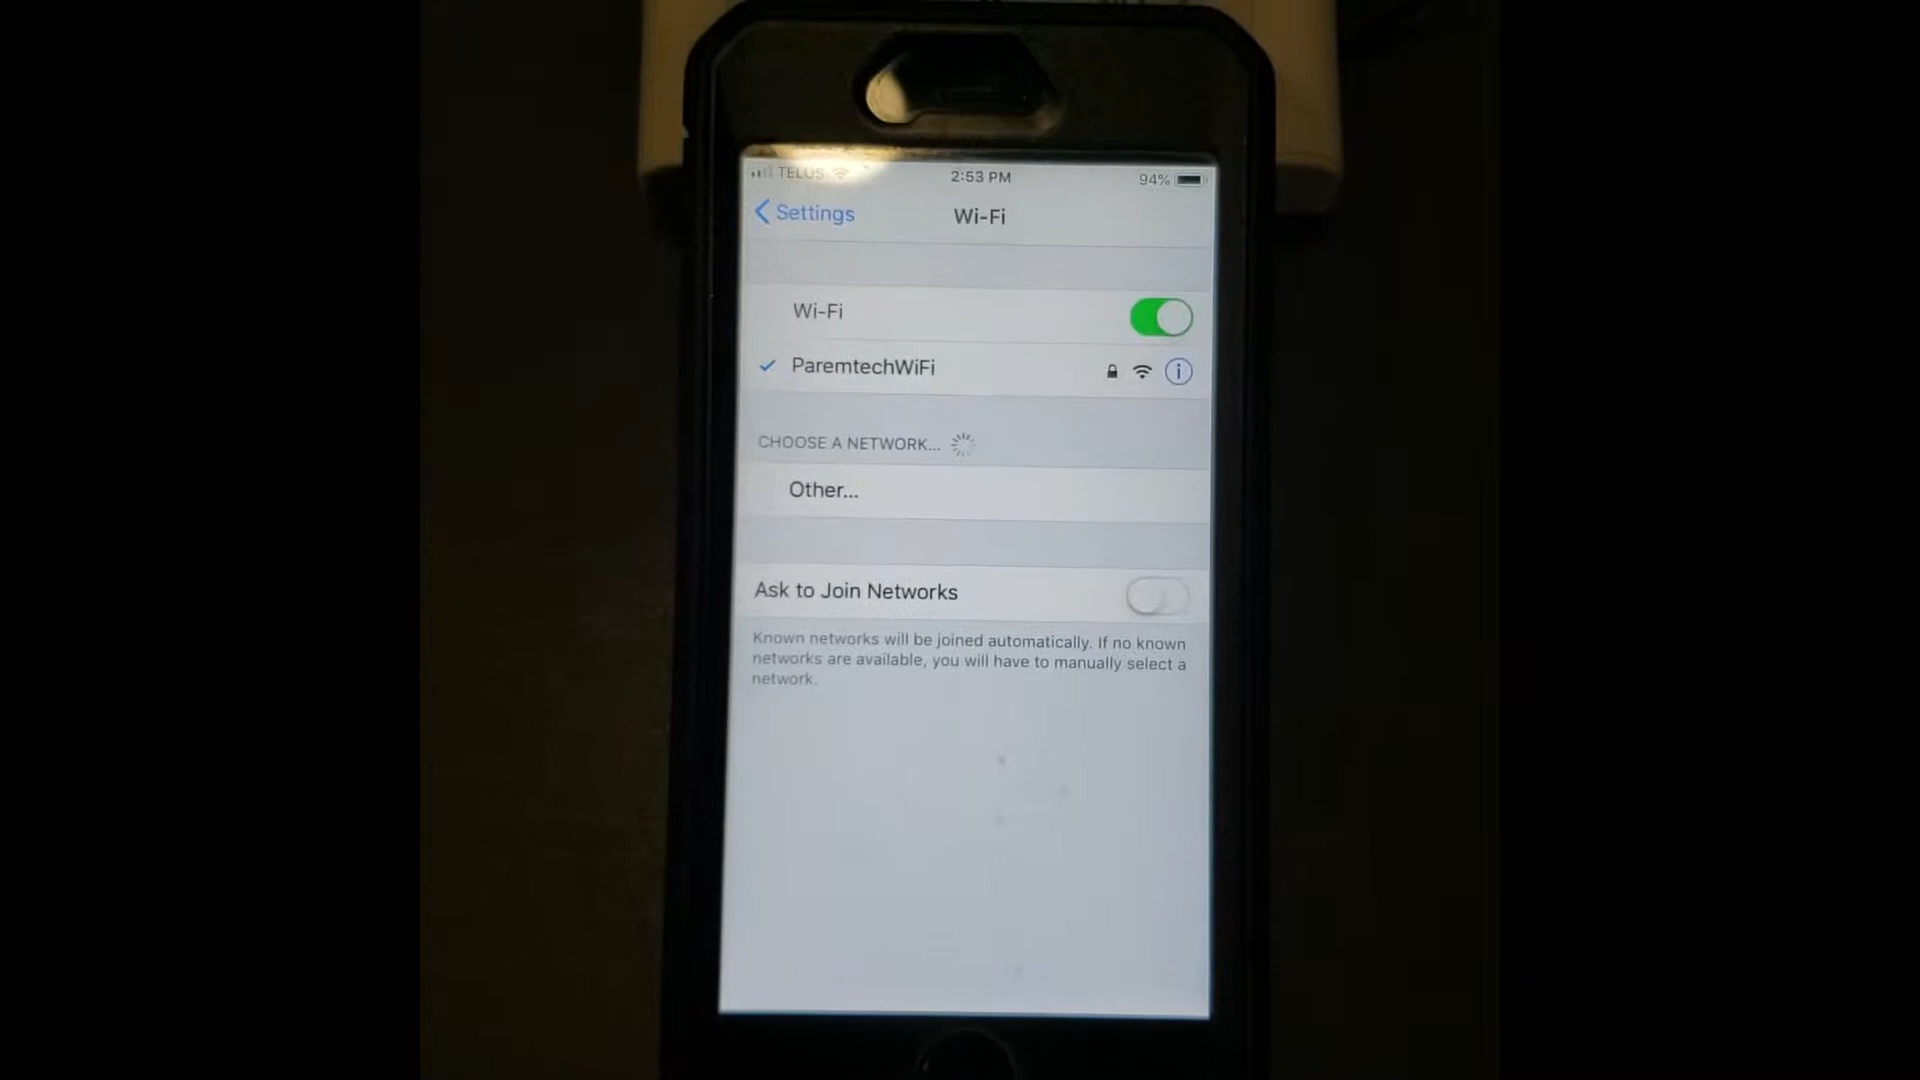 TELUS 2:53 PM 94%
Settings Wi-Fi
Wi-Fi
ParemtechWiFi
CHOOSE A NETWORK...
Other...
Ask to Join Networks
Known networks will be joined automatically. If no known
networks are available, you will have to manually select a
network.